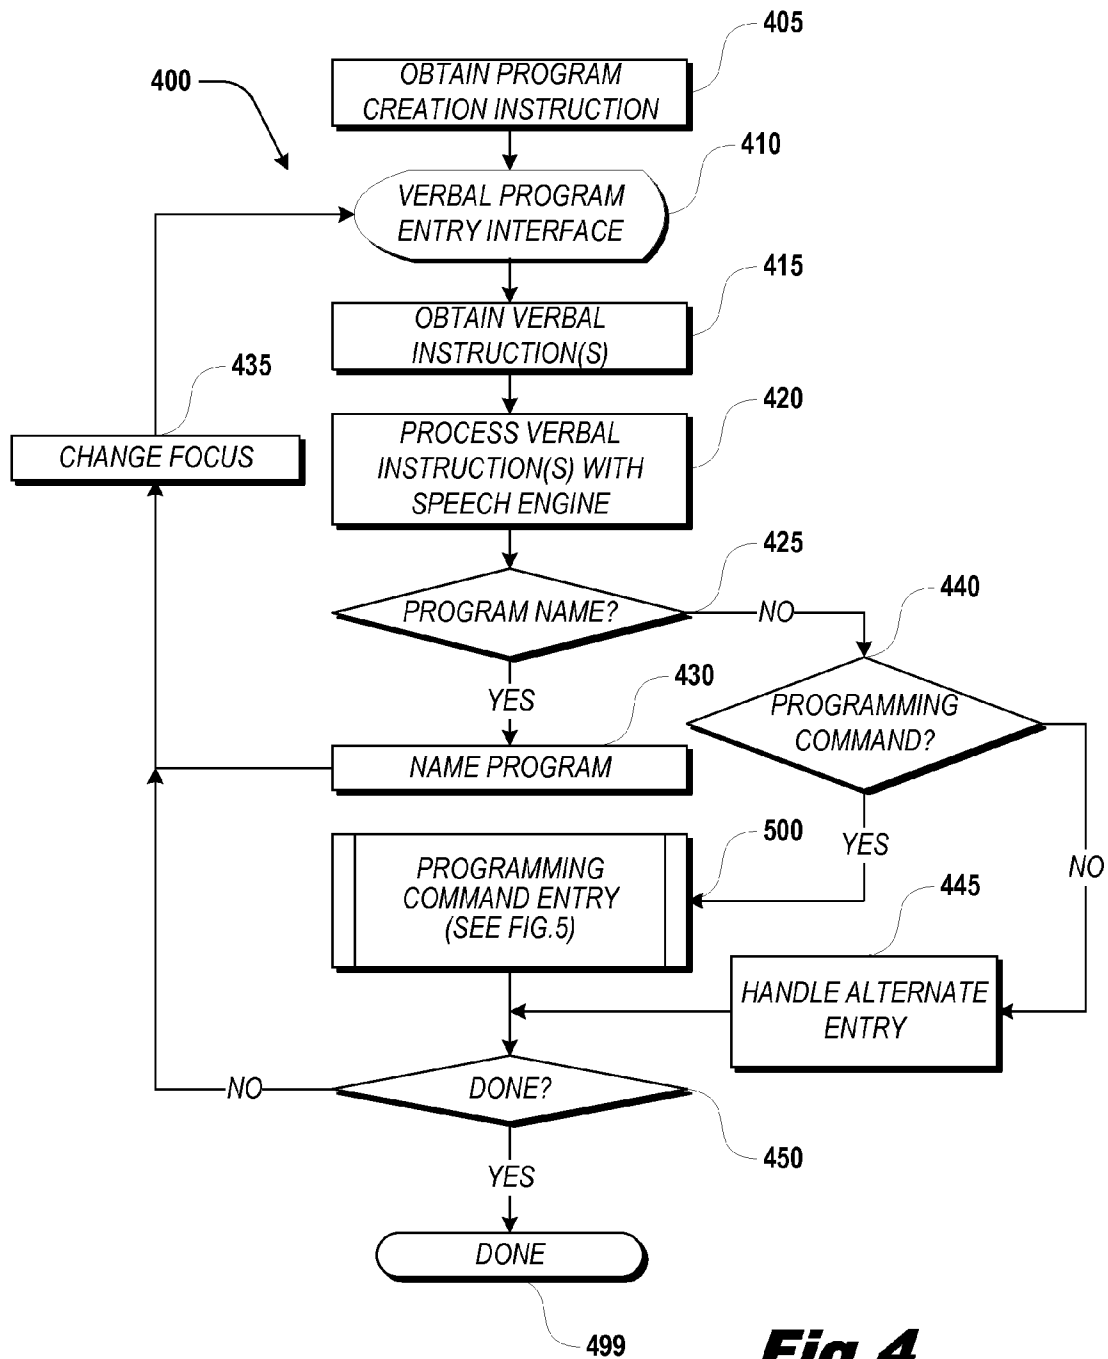 405
400
OBTAIN PROGRAM
CREATION INSTRUCTION
410
VERBAL PROGRAM
ENTRY INTERFACE
415
OBTAIN VERBAL
INSTRUCTION(S)
435
CHANGE FOCUS
420
PROCESS VERBAL
INSTRUCTION(S) WITH
SPEECH ENGINE
425
PROGRAM NAME?
NO
440
PROGRAMMING
COMMAND?
YES
430
NAME PROGRAM
500
YES
NO
PROGRAMMING
COMMAND ENTRY
(SEE FIG.5)
445
HANDLE ALTERNATE
ENTRY
DONE?
NO
450
YES
DONE
499
Fig.4